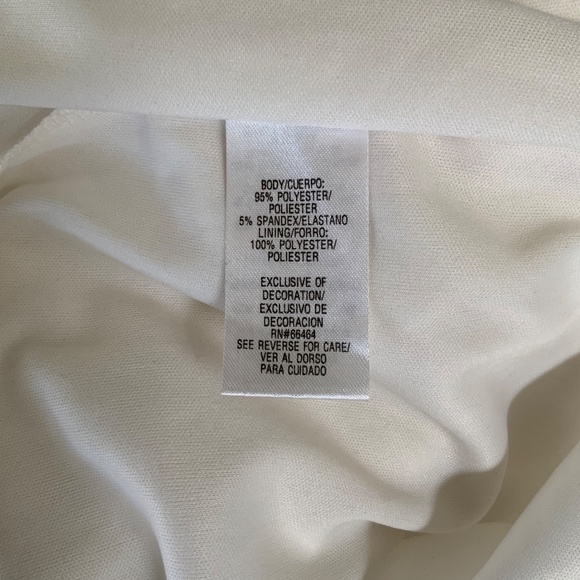 BODY/CUERPO:
95% POLYESTER/
POLIESTER
5% SPANDEX/ELASTANO
LINING/FORRO:
100% POLYESTER/
POLIESTER
EXCLUSIVE OF
DECORATION/
EXCLUSIVO DE
DECORACION
RN#66464
SEE REVERSE FOR CARE/
VER AL DORSO
PARA CUIDADO